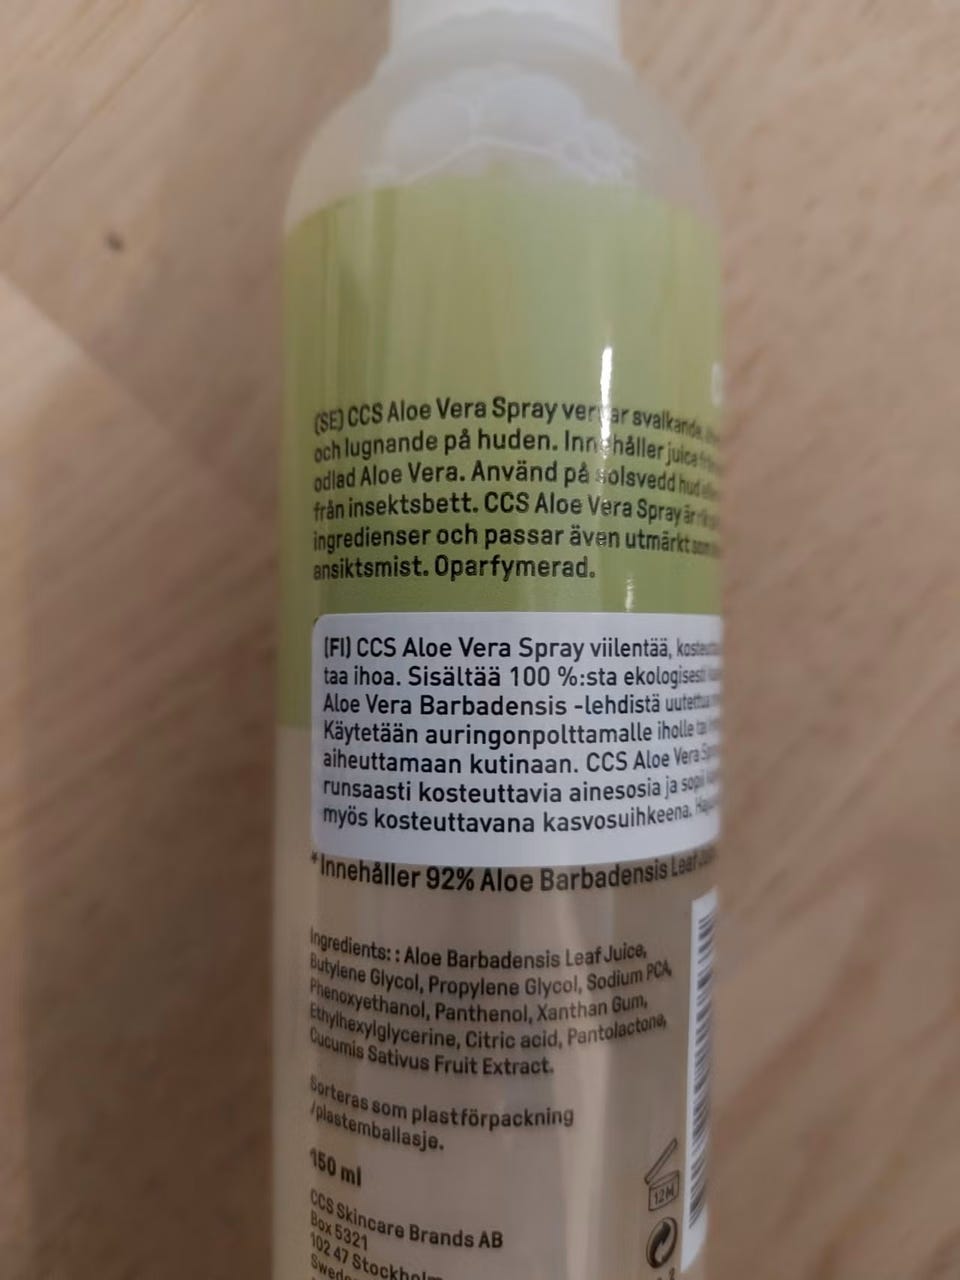 (SE) CCS Aloe Vera Spray verkar svalkande,
och lugnande på huden. Innehåller juice
odlad Aloe Vera. Använd på solsvedd hud
från insektsbett. CCS Aloe Vera Spray är
ingredienser och passar även utmärkt som
ansiktsmist. Oparfymerad.
(FI) CCS Aloe Vera Spray viilentää,
taa ihoa. Sisältää 100 %:sta ekologisesti
Aloe Vera Barbadensis -lehdistä
Käytetään auringonpolttamalle iholle
aiheuttamaan kutinaan. CCS Aloe Vera
runsaasti kosteuttavia ainesosia ja sopii
myös kosteuttavana kasvosuihkeena.
*Innehåller 92% Aloe Barbadensis Leaf
Ingredients: : Aloe Barbadensis Leaf Juice,
Butylene Glycol, Propylene Glycol, Sodium PCA,
Phenoxyethanol, Panthenol, Xanthan Gum,
Ethylhexylglycerine, Citric acid, Pantolactone,
Cucumis Sativus Fruit Extract.
Sorteras som plastförpackning
/plastemballasje.
150 ml
12M
CCS Skincare Brands AB
Box 5321
102 47 Stockholm